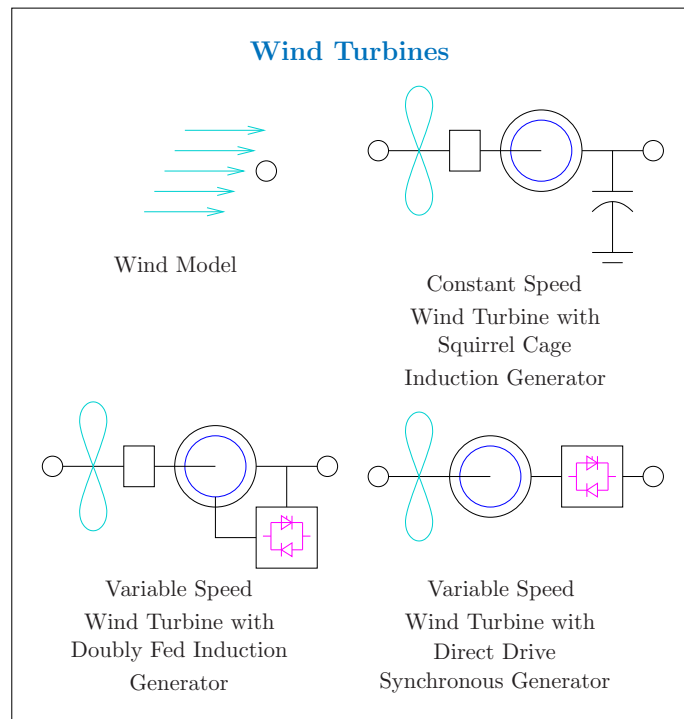 Wind Turbines
Wind Model
Constant Speed
Wind Turbine with
Squirrel Cage
Induction Generator
Variable Speed
Wind Turbine with
Doubly Fed Induction
Generator
Variable Speed
Wind Turbine with
Direct Drive
Synchronous Generator